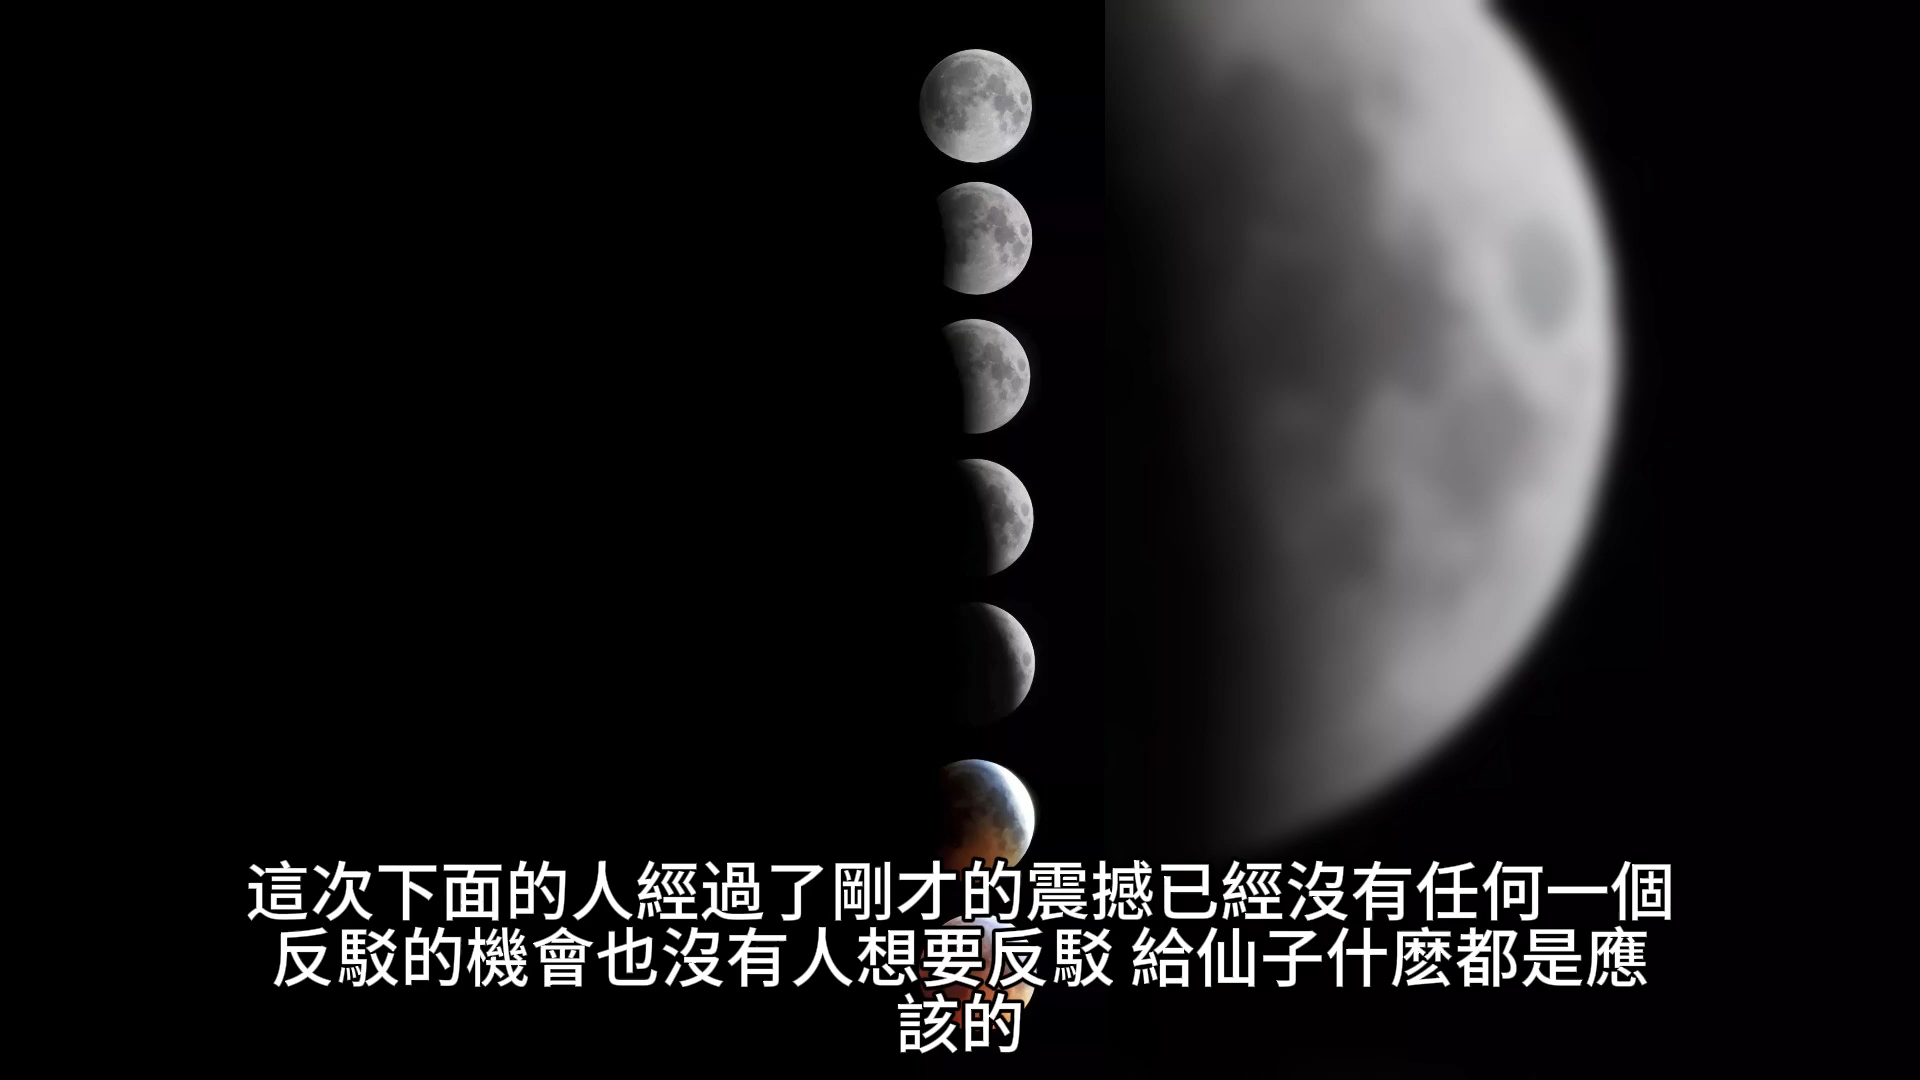 這次下面的人經過了剛才的震撼已經沒有任何一個
反駁的機會也沒有人想要反駁 給仙子什麽都是應
該的